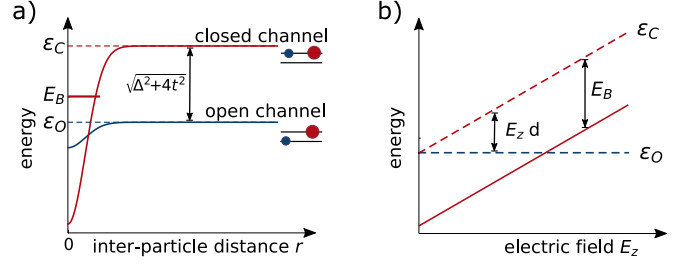 a)
closed channel
ε_C
√Δ²+4t²
E_B
open channel
ε_O
energy
0
inter-particle distance r
b)
ε_C
E_B
E_z d
ε_O
energy
electric field E_z